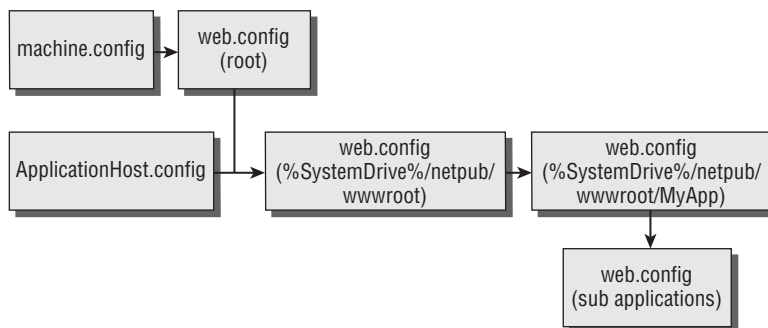 machine.config
web.config
(root)
ApplicationHost.config
web.config
(%SystemDrive%/netpub/
wwwroot)
web.config
(%SystemDrive%/netpub/
wwwroot/MyApp)
web.config
(sub applications)